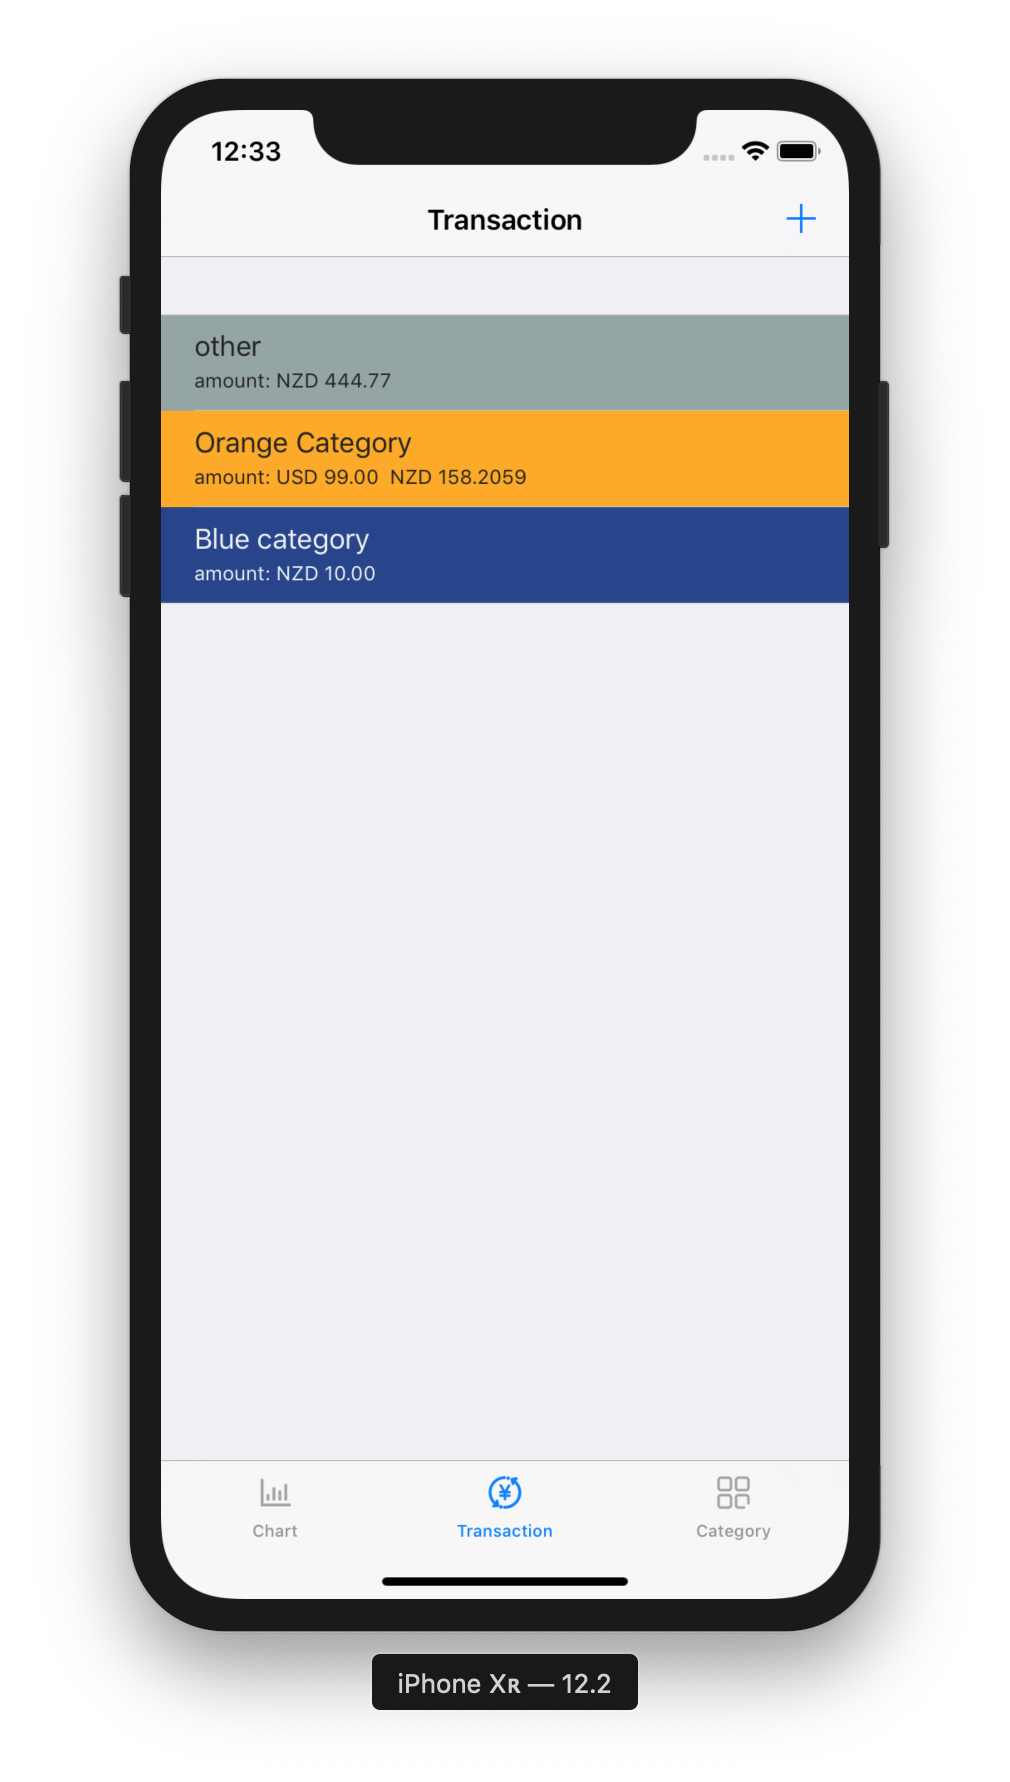 12:33
Transaction
other
amount: NZD 444.77
Orange Category
amount: USD 99.00  NZD 158.2059
Blue category
amount: NZD 10.00
¥
Chart
Transaction
Category
iPhone Xʀ — 12.2